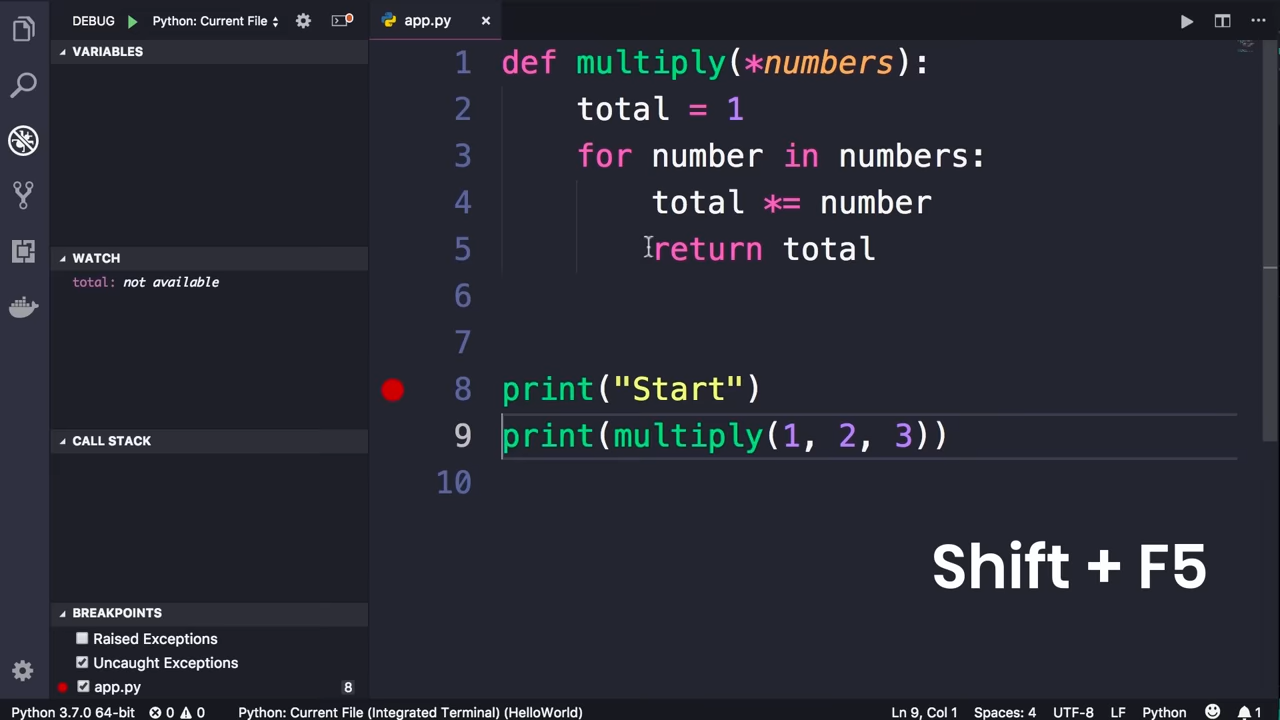 DEBUG Python: Current File app.py
VARIABLES
WATCH
total: not available
CALL STACK
BREAKPOINTS
Raised Exceptions
Uncaught Exceptions
app.py 8
1 def multiply(*numbers):
2 total = 1
3 for number in numbers:
4 total *= number
5 return total
6
7
8 print("Start")
9 print(multiply(1, 2, 3))
10
Shift + F5
Python 3.7.0 64-bit 0 0 Python: Current File (Integrated Terminal) (HelloWorld) Ln 9, Col 1 Spaces: 4 UTF-8 LF Python 1